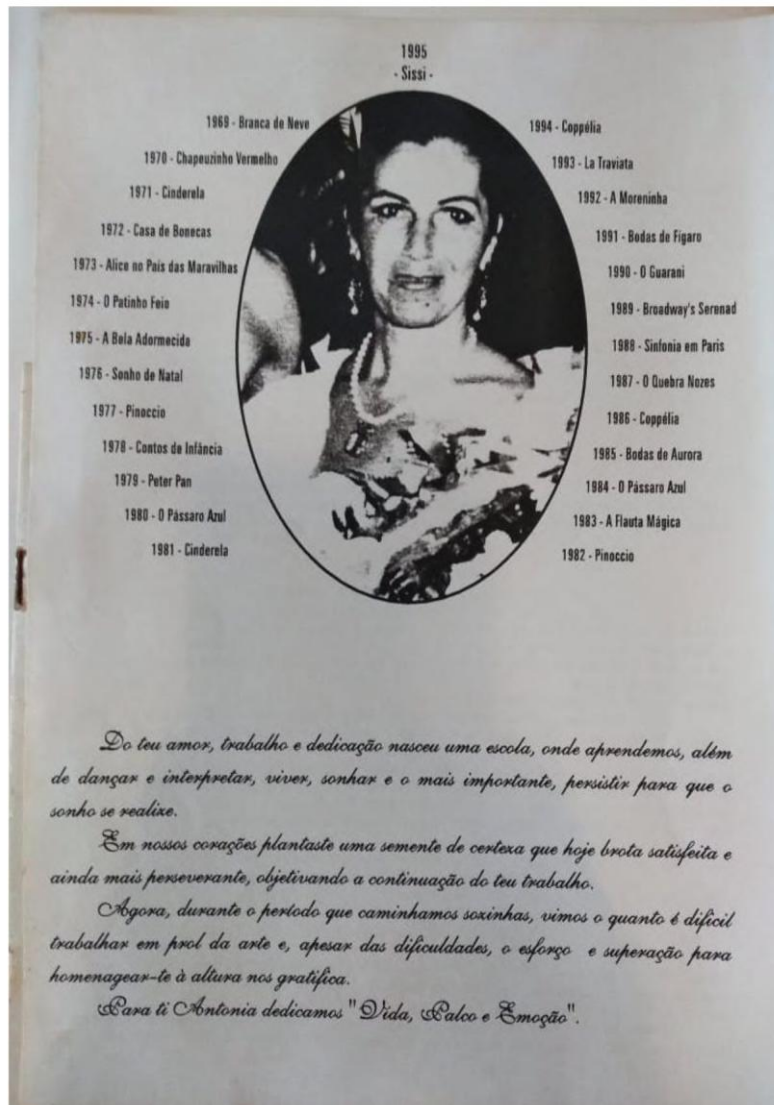 1995
- Sissi -
1969 - Branca de Neve
1970 - Chapeuzinho Vermelho
1971 - Cinderela
1972 - Casa de Bonecas
1973 - Alice no País das Maravilhas
1974 - O Patinho Feio
1975 - A Bela Adormecida
1976 - Sonho de Natal
1977 - Pinoccio
1978 - Contos de Infância
1979 - Peter Pan
1980 - O Pássaro Azul
1981 - Cinderela
1994 - Coppélia
1993 - La Traviata
1992 - A Moreninha
1991 - Bodas de Figaro
1990 - O Guarani
1989 - Broadway's Serenad
1988 - Sinfonia em Paris
1987 - O Quebra Nozes
1986 - Coppélia
1985 - Bodas de Aurora
1984 - O Pássaro Azul
1983 - A Flauta Mágica
1982 - Pinoccio
Do teu amor, trabalho e dedicação nasceu uma escola, onde aprendemos, além
de dançar e interpretar, viver, sonhar e o mais importante, persistir para que o
sonho se realize.
Em nossos corações plantaste uma semente de certeza que hoje brota satisfeita e
ainda mais perseverante, objetivando a continuação do teu trabalho.
Agora, durante o período que caminhamos sozinhas, vimos o quanto é difícil
trabalhar em prol da arte e, apesar das dificuldades, o esforço e superação para
homenagear-te à altura nos gratifica.
Para ti Antonia dedicamos "Vida, Palco e Emoção".